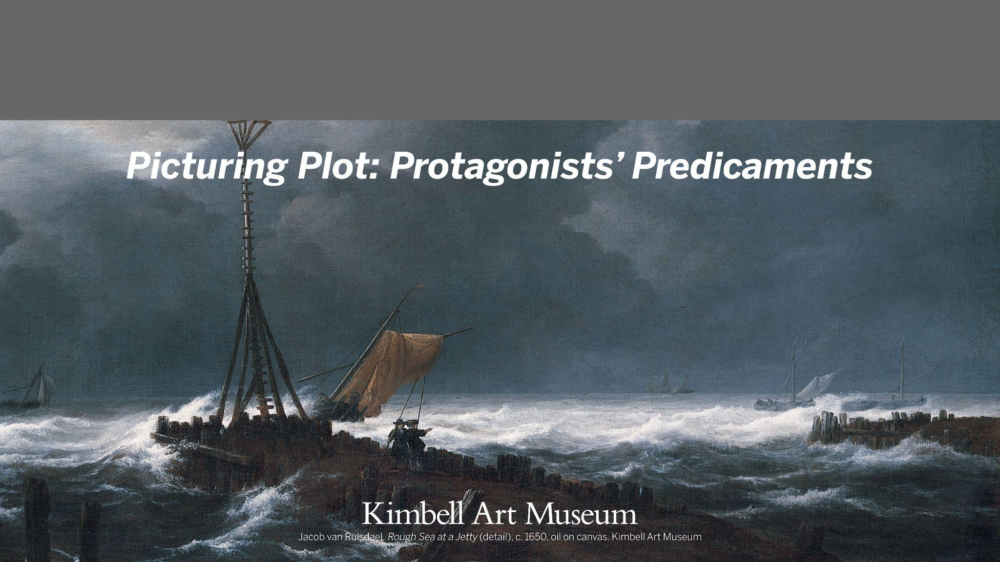 Picturing Plot: Protagonists’ Predicaments
Kimbell Art Museum
Jacob van Ruisdael, Rough Sea at a Jetty (detail), c. 1650, oil on canvas. Kimbell Art Museum